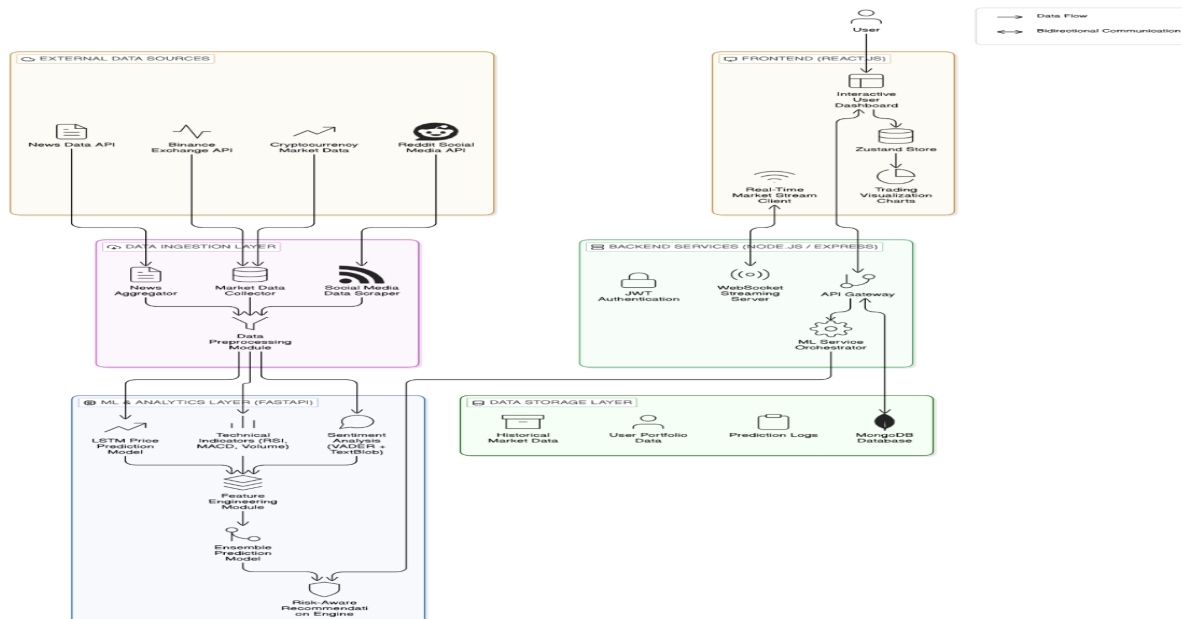 User
Data Flow
Bidirectional Communication
EXTERNAL DATA SOURCES
News Data API
Binance
Exchange API
Cryptocurrency
Market Data
Reddit Social
Media API
FRONTEND (REACT.JS)
Interactive
User
Dashboard
Zustand Store
Real-Time
Market Stream
Client
Trading
Visualization
Charts
DATA INGESTION LAYER
News
Aggregator
Market Data
Collector
Social Media
Data Scraper
Data
Preprocessing
Module
BACKEND SERVICES (NODE.JS / EXPRESS)
JWT
Authentication
WebSocket
Streaming
Server
API Gateway
ML Service
Orchestrator
ML & ANALYTICS LAYER (FASTAPI)
LSTM Price
Prediction
Model
Technical
Indicators (RSI,
MACD, Volume)
Sentiment
Analysis
(VADER +
TextBlob)
Feature
Engineering
Module
Ensemble
Prediction
Model
Risk-Aware
Recommendati
on Engine
DATA STORAGE LAYER
Historical
Market Data
User Portfolio
Data
Prediction Logs
MongoDB
Database